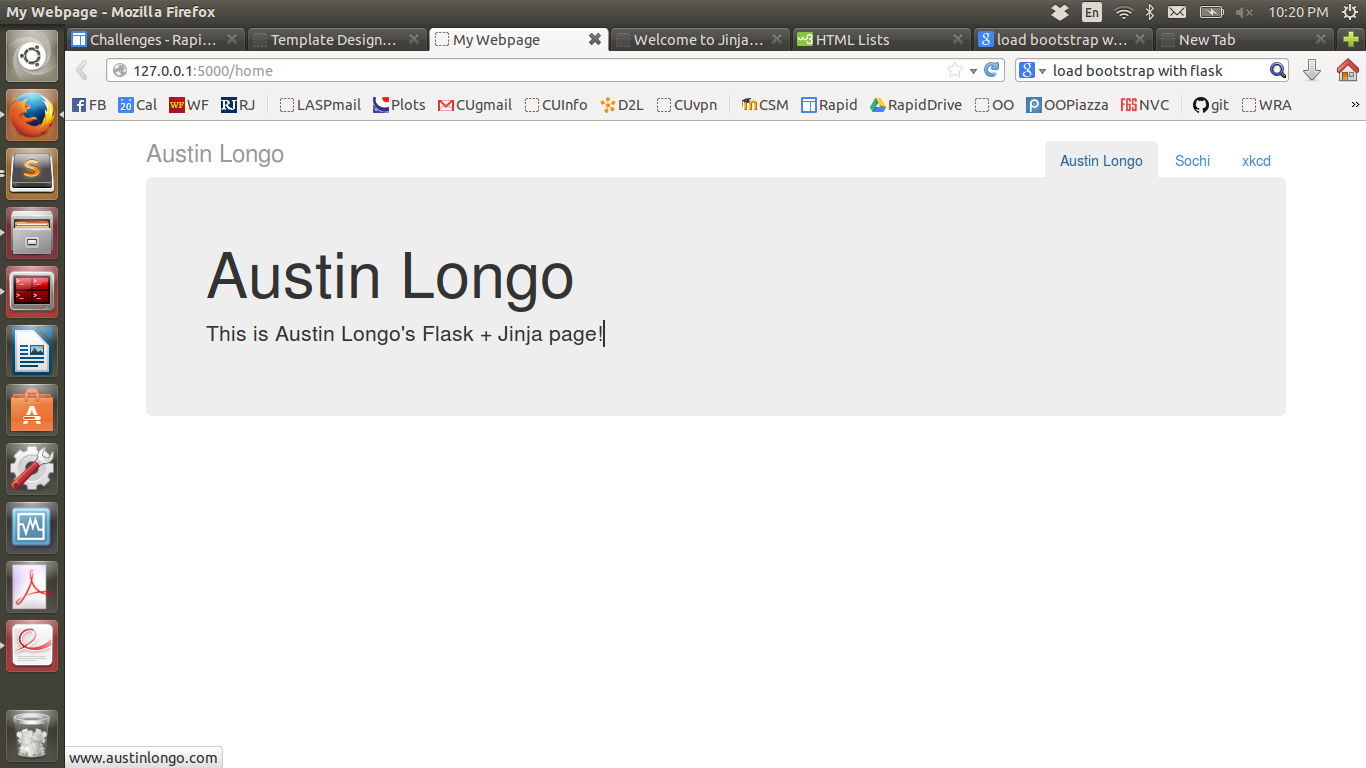 My Webpage - Mozilla Firefox
En
10:20 PM
Challenges - Rapi...
Template Design...
My Webpage
Welcome to Jinja...
HTML Lists
load bootstrap w...
New Tab
127.0.0.1:5000/home
load bootstrap with flask
FB
20 Cal
WF WF
RJ RJ
LASPmail
Plots
CUgmail
CUInfo
D2L
CUvpn
CSM
Rapid
RapidDrive
OO
OOPiazza
FGS NVC
git
WRA
»
Austin Longo
Austin Longo
Sochi
xkcd
Austin Longo
This is Austin Longo's Flask + Jinja page!
www.austinlongo.com